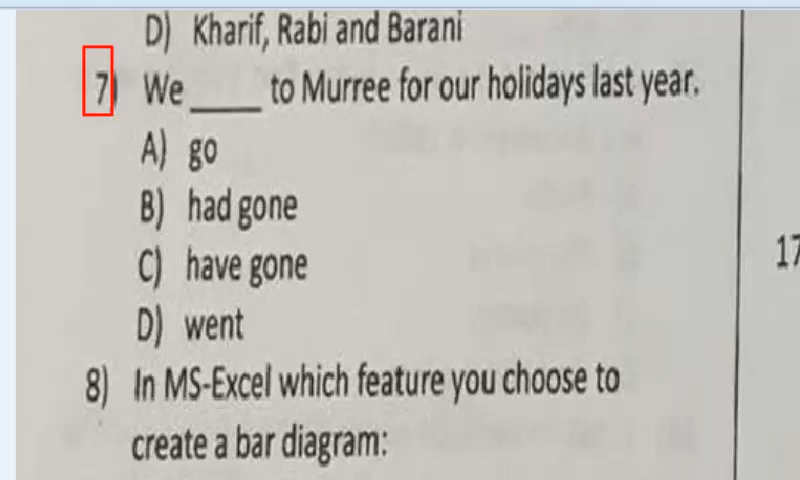 D) Kharif, Rabi and Barani
7) We _____ to Murree for our holidays last year.
A) go
B) had gone
C) have gone
17
D) went
8) In MS-Excel which feature you choose to
create a bar diagram: